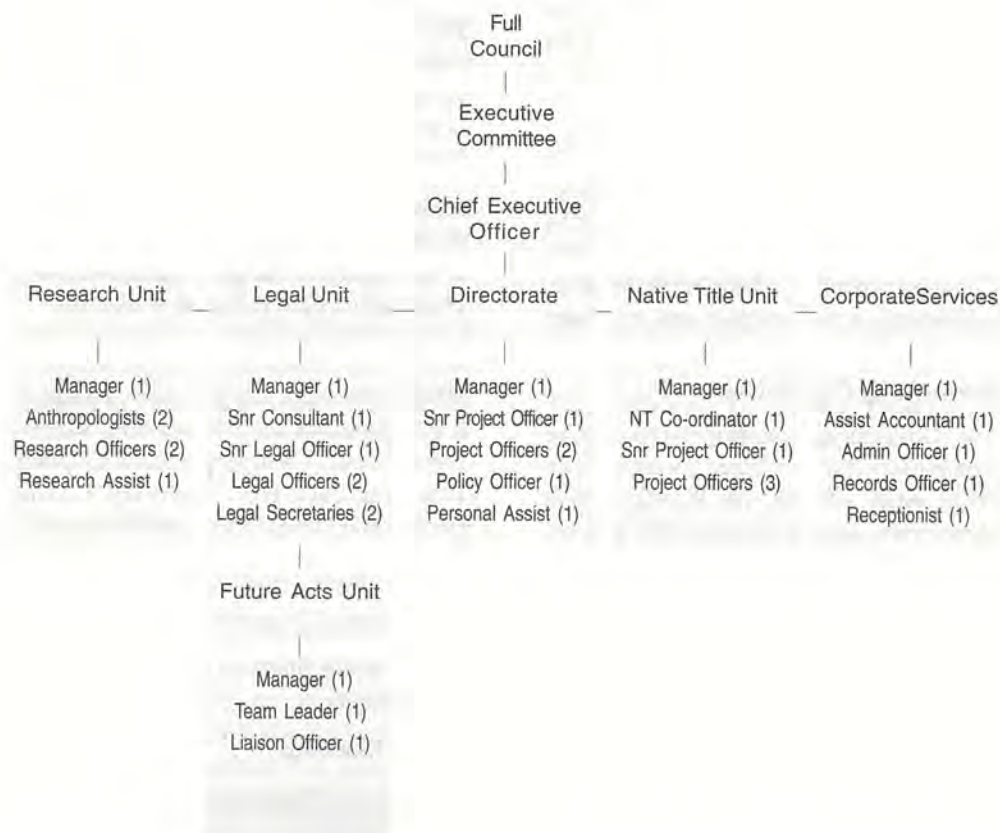 Full
Council
Executive
Committee
Chief Executive
Officer
Research Unit
Legal Unit
Directorate
Native Title Unit
CorporateServices
Manager (1)
Anthropologists (2)
Research Officers (2)
Research Assist (1)
Manager (1)
Snr Consultant (1)
Snr Legal Officer (1)
Legal Officers (2)
Legal Secretaries (2)
Future Acts Unit
Manager (1)
Team Leader (1)
Liaison Officer (1)
Manager (1)
Snr Project Officer (1)
Project Officers (2)
Policy Officer (1)
Personal Assist (1)
Manager (1)
NT Co-ordinator (1)
Snr Project Officer (1)
Project Officers (3)
Manager (1)
Assist Accountant (1)
Admin Officer (1)
Records Officer (1)
Receptionist (1)